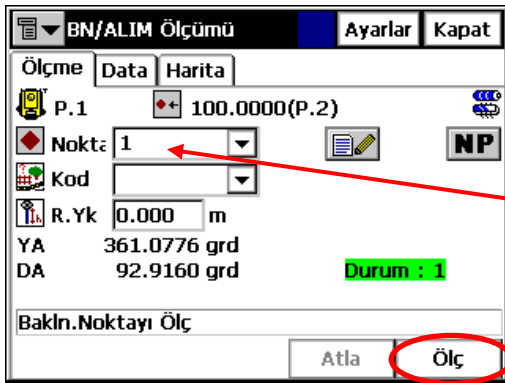 BN/ALIM Ölçümü Ayarlar Kapat
Ölçme Data Harita
P.1 100.0000(P.2)
Nokta 1 NP
Kod
R.Yk 0.000 m
YA 361.0776 grd
DA 92.9160 grd Durum : 1
Bakln.Noktayı Ölç
Atla Ölç